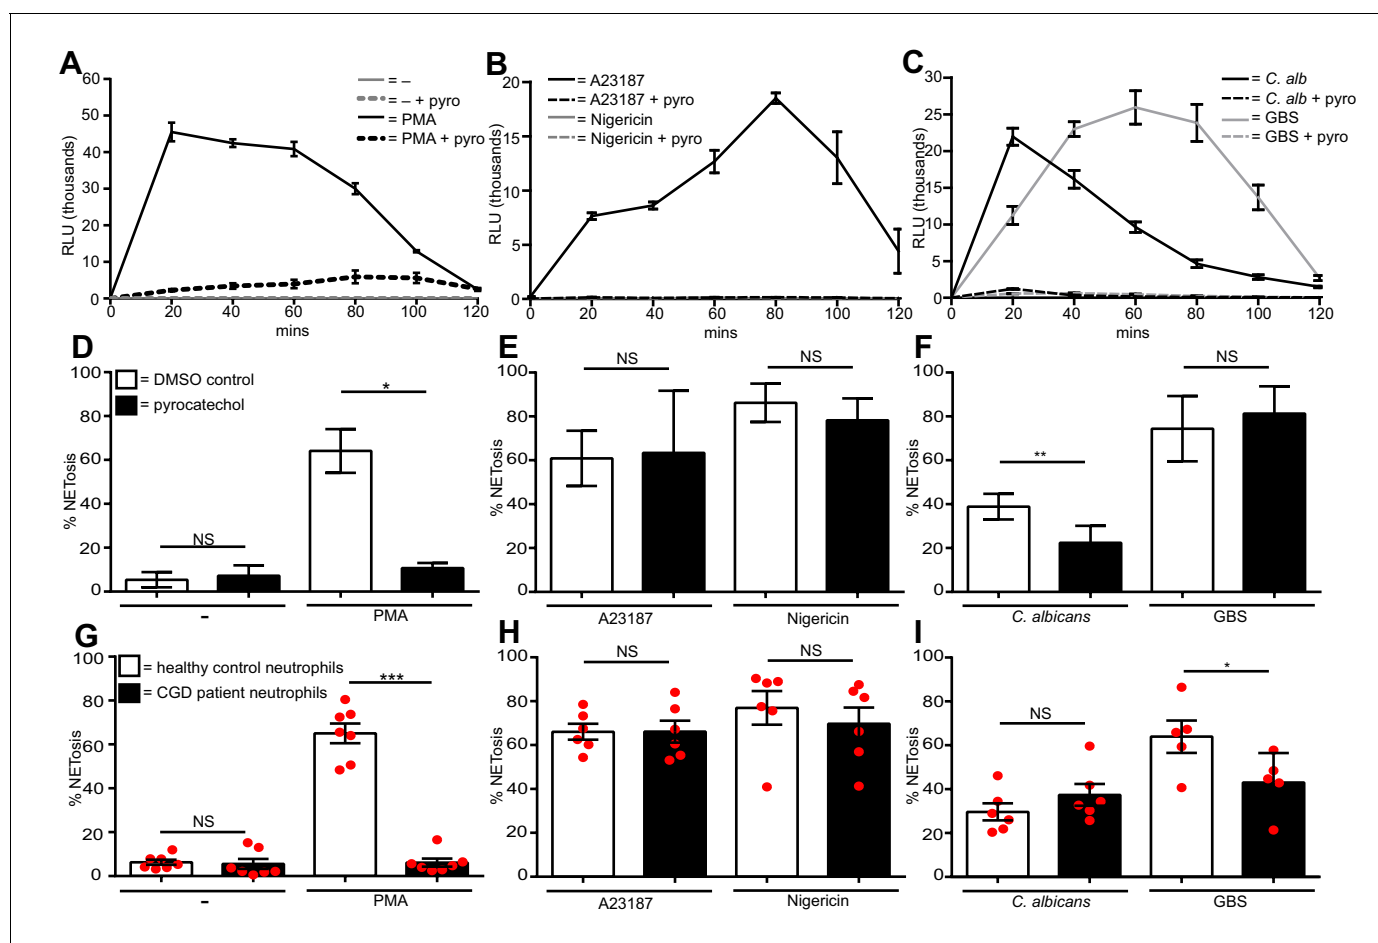 A
RLU (thousands)
60
50
40
30
20
10
0
0 20 40 60 80 100 120
mins
= –
= – + pyro
= PMA
= PMA + pyro
B
RLU (thousands)
20
15
10
5
0
0 20 40 60 80 100 120
mins
= A23187
= A23187 + pyro
= Nigericin
= Nigericin + pyro
C
RLU (thousands)
30
25
20
15
10
5
0
0 20 40 60 80 100 120
mins
= C. alb
= C. alb + pyro
= GBS
= GBS + pyro
D
% NETosis
100
80
60
40
20
0
= DMSO control
= pyrocatechol
NS
*
–
PMA
E
% NETosis
100
80
60
40
20
0
NS
NS
A23187
Nigericin
F
% NETosis
100
80
60
40
20
0
**
NS
C. albicans
GBS
G
% NETosis
100
80
60
40
20
0
= healthy control neutrophils
= CGD patient neutrophils
NS
***
–
PMA
H
% NETosis
100
80
60
40
20
0
NS
NS
A23187
Nigericin
I
% NETosis
100
80
60
40
20
0
NS
*
C. albicans
GBS